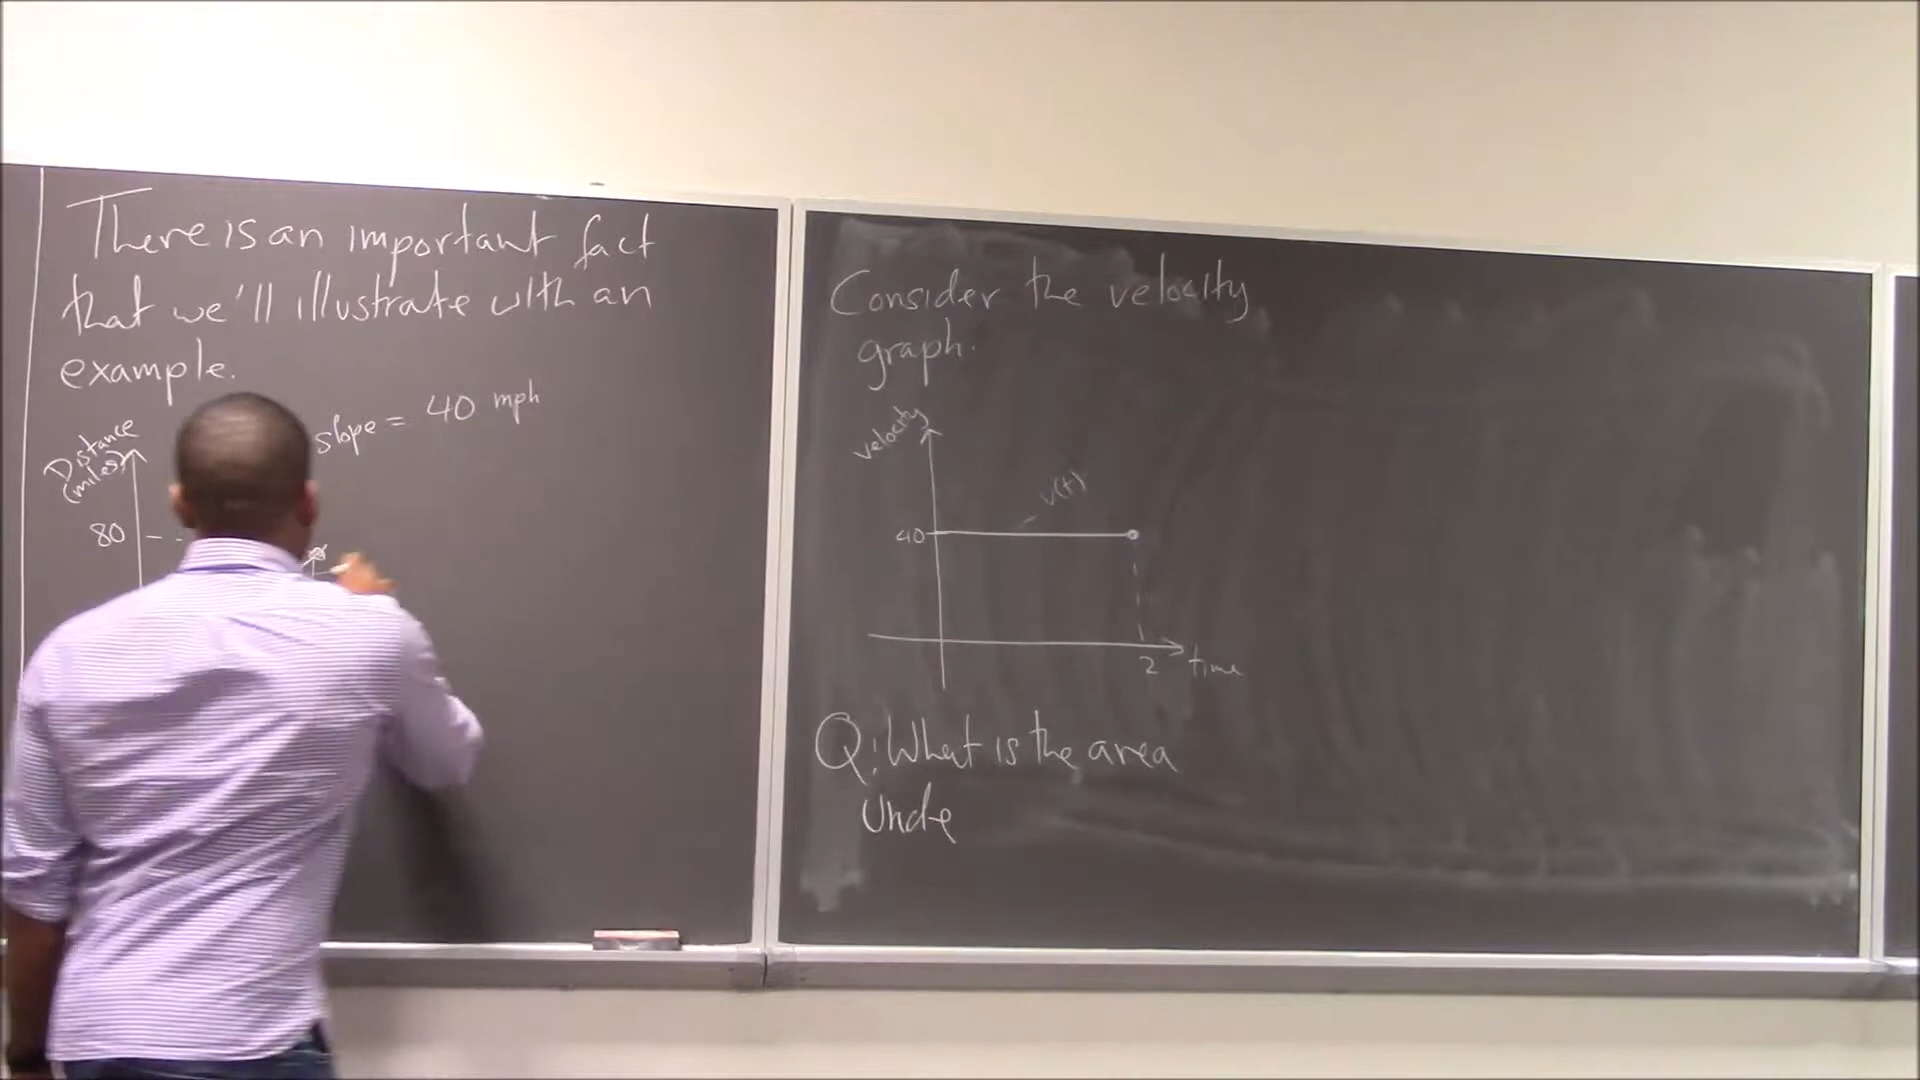 There is an important fact
that we'll illustrate with an
example.
slope = 40 mph
Distance
(miles)
80
Consider the velocity
graph.
velocity
v(t)
40
2
time
Q: What is the area
Unde